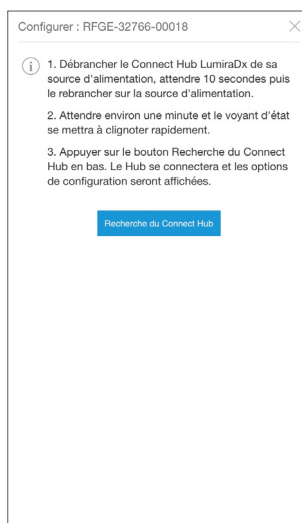 Configurer : RFGE-32766-00018
1. Débrancher le Connect Hub LumiraDx de sa
source d'alimentation, attendre 10 secondes puis
le rebrancher sur la source d'alimentation.
2. Attendre environ une minute et le voyant d'état
se mettra à clignoter rapidement.
3. Appuyer sur le bouton Recherche du Connect
Hub en bas. Le Hub se connectera et les options
de configuration seront affichées.
Recherche du Connect Hub